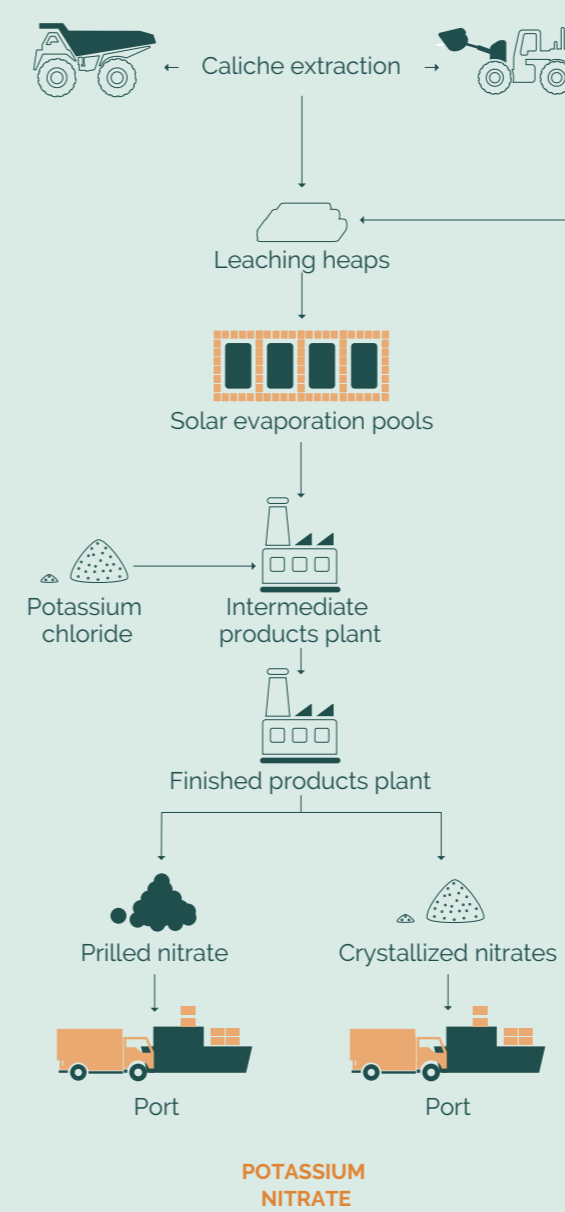 Caliche extraction
Leaching heaps
Solar evaporation pools
Potassium
chloride
Intermediate
products plant
Finished products plant
Prilled nitrate
Crystallized nitrates
Port
Port
POTASSIUM
NITRATE